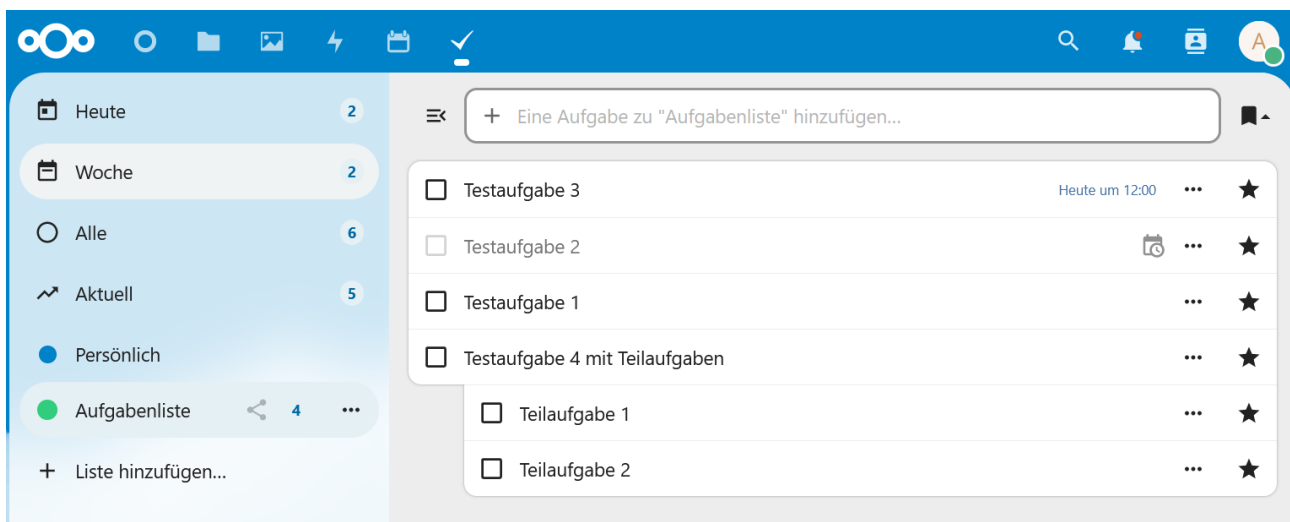 A
Heute 2
Woche 2
Alle 6
Aktuell 5
Persönlich
Aufgabenliste 4
Liste hinzufügen...
Eine Aufgabe zu "Aufgabenliste" hinzufügen...
Testaufgabe 3 Heute um 12:00
Testaufgabe 2
Testaufgabe 1
Testaufgabe 4 mit Teilaufgaben
Teilaufgabe 1
Teilaufgabe 2